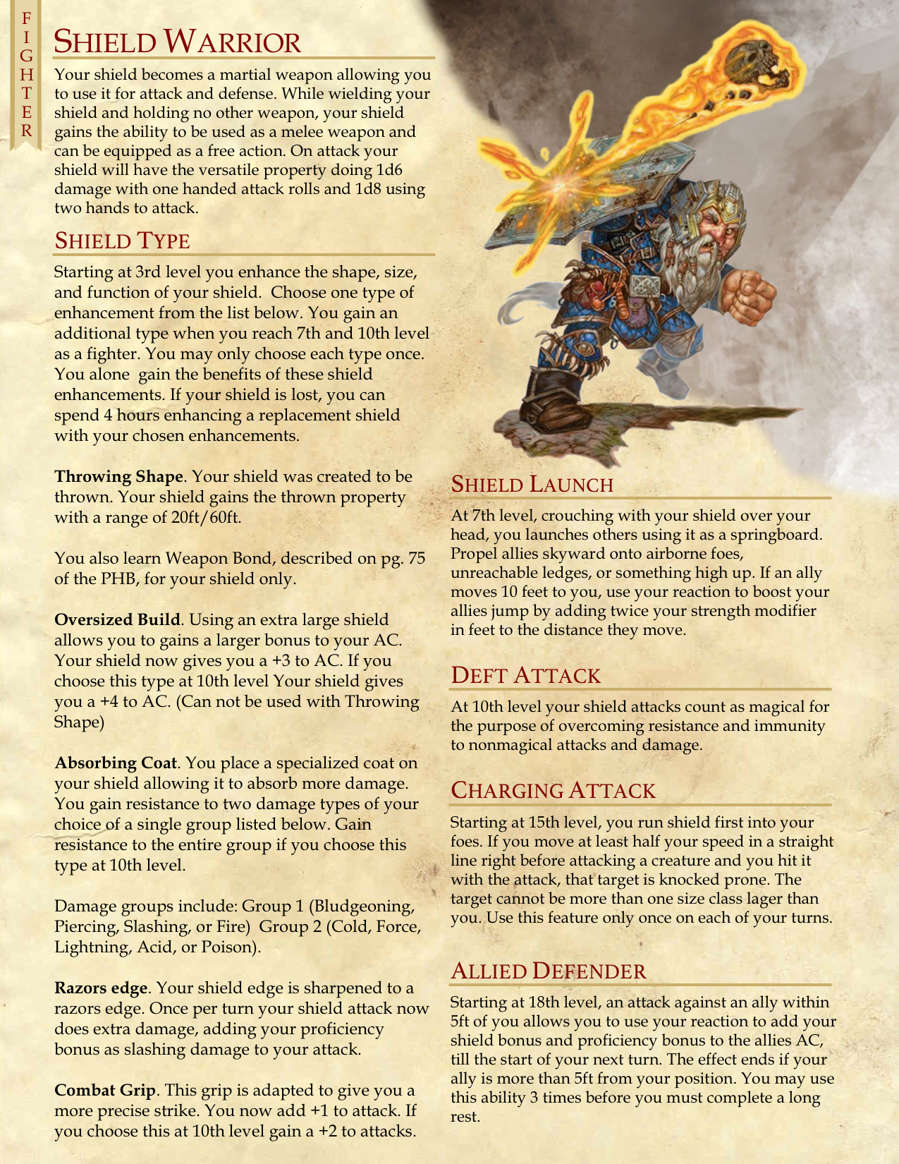 FIGHTER
SHIELD WARRIOR
Your shield becomes a martial weapon allowing you
to use it for attack and defense. While wielding your
shield and holding no other weapon, your shield
gains the ability to be used as a melee weapon and
can be equipped as a free action. On attack your
shield will have the versatile property doing 1d6
damage with one handed attack rolls and 1d8 using
two hands to attack.
SHIELD TYPE
Starting at 3rd level you enhance the shape, size,
and function of your shield.  Choose one type of
enhancement from the list below. You gain an
additional type when you reach 7th and 10th level
as a fighter. You may only choose each type once.
You alone  gain the benefits of these shield
enhancements. If your shield is lost, you can
spend 4 hours enhancing a replacement shield
with your chosen enhancements.
Throwing Shape. Your shield was created to be
thrown. Your shield gains the thrown property
with a range of 20ft/60ft.
You also learn Weapon Bond, described on pg. 75
of the PHB, for your shield only.
Oversized Build. Using an extra large shield
allows you to gains a larger bonus to your AC.
Your shield now gives you a +3 to AC. If you
choose this type at 10th level Your shield gives
you a +4 to AC. (Can not be used with Throwing
Shape)
Absorbing Coat. You place a specialized coat on
your shield allowing it to absorb more damage.
You gain resistance to two damage types of your
choice of a single group listed below. Gain
resistance to the entire group if you choose this
type at 10th level.
Damage groups include: Group 1 (Bludgeoning,
Piercing, Slashing, or Fire)  Group 2 (Cold, Force,
Lightning, Acid, or Poison).
Razors edge. Your shield edge is sharpened to a
razors edge. Once per turn your shield attack now
does extra damage, adding your proficiency
bonus as slashing damage to your attack.
Combat Grip. This grip is adapted to give you a
more precise strike. You now add +1 to attack. If
you choose this at 10th level gain a +2 to attacks.
SHIELD LAUNCH
At 7th level, crouching with your shield over your
head, you launches others using it as a springboard.
Propel allies skyward onto airborne foes,
unreachable ledges, or something high up. If an ally
moves 10 feet to you, use your reaction to boost your
allies jump by adding twice your strength modifier
in feet to the distance they move.
DEFT ATTACK
At 10th level your shield attacks count as magical for
the purpose of overcoming resistance and immunity
to nonmagical attacks and damage.
CHARGING ATTACK
Starting at 15th level, you run shield first into your
foes. If you move at least half your speed in a straight
line right before attacking a creature and you hit it
with the attack, that target is knocked prone. The
target cannot be more than one size class lager than
you. Use this feature only once on each of your turns.
ALLIED DEFENDER
Starting at 18th level, an attack against an ally within
5ft of you allows you to use your reaction to add your
shield bonus and proficiency bonus to the allies AC,
till the start of your next turn. The effect ends if your
ally is more than 5ft from your position. You may use
this ability 3 times before you must complete a long
rest.